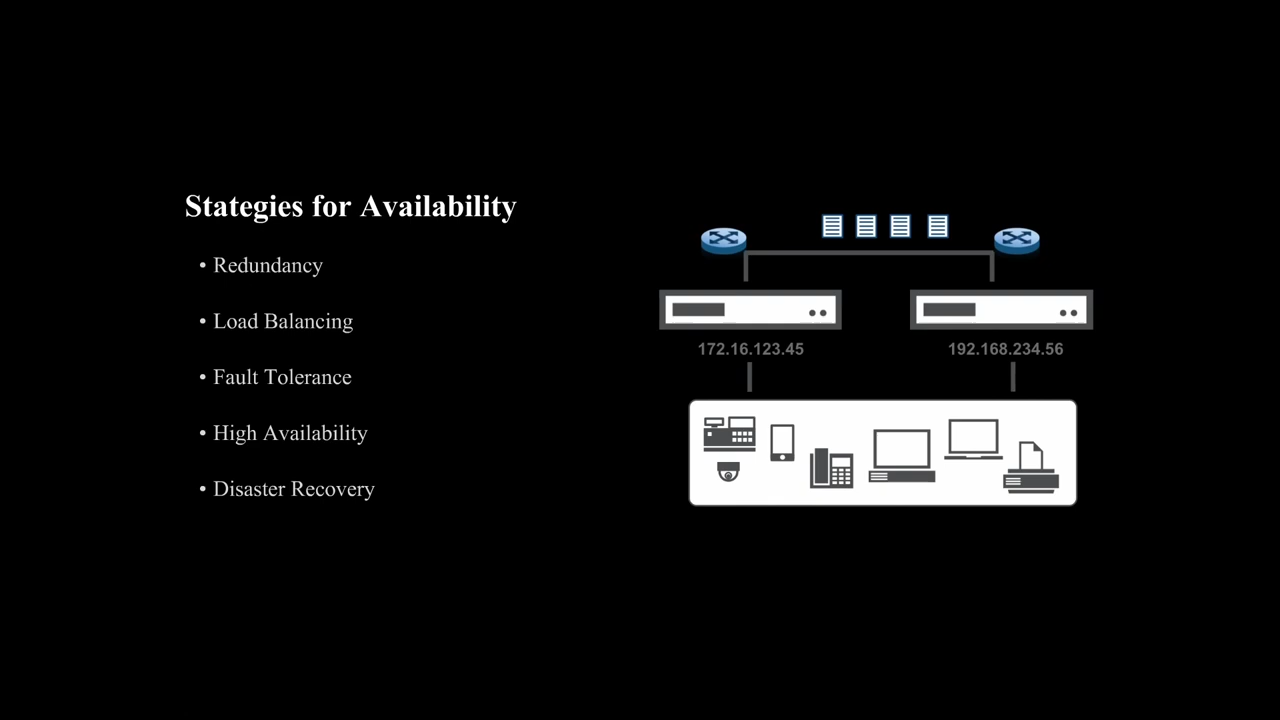 Stategies for Availability
• Redundancy
• Load Balancing
• Fault Tolerance
• High Availability
• Disaster Recovery
172.16.123.45
192.168.234.56